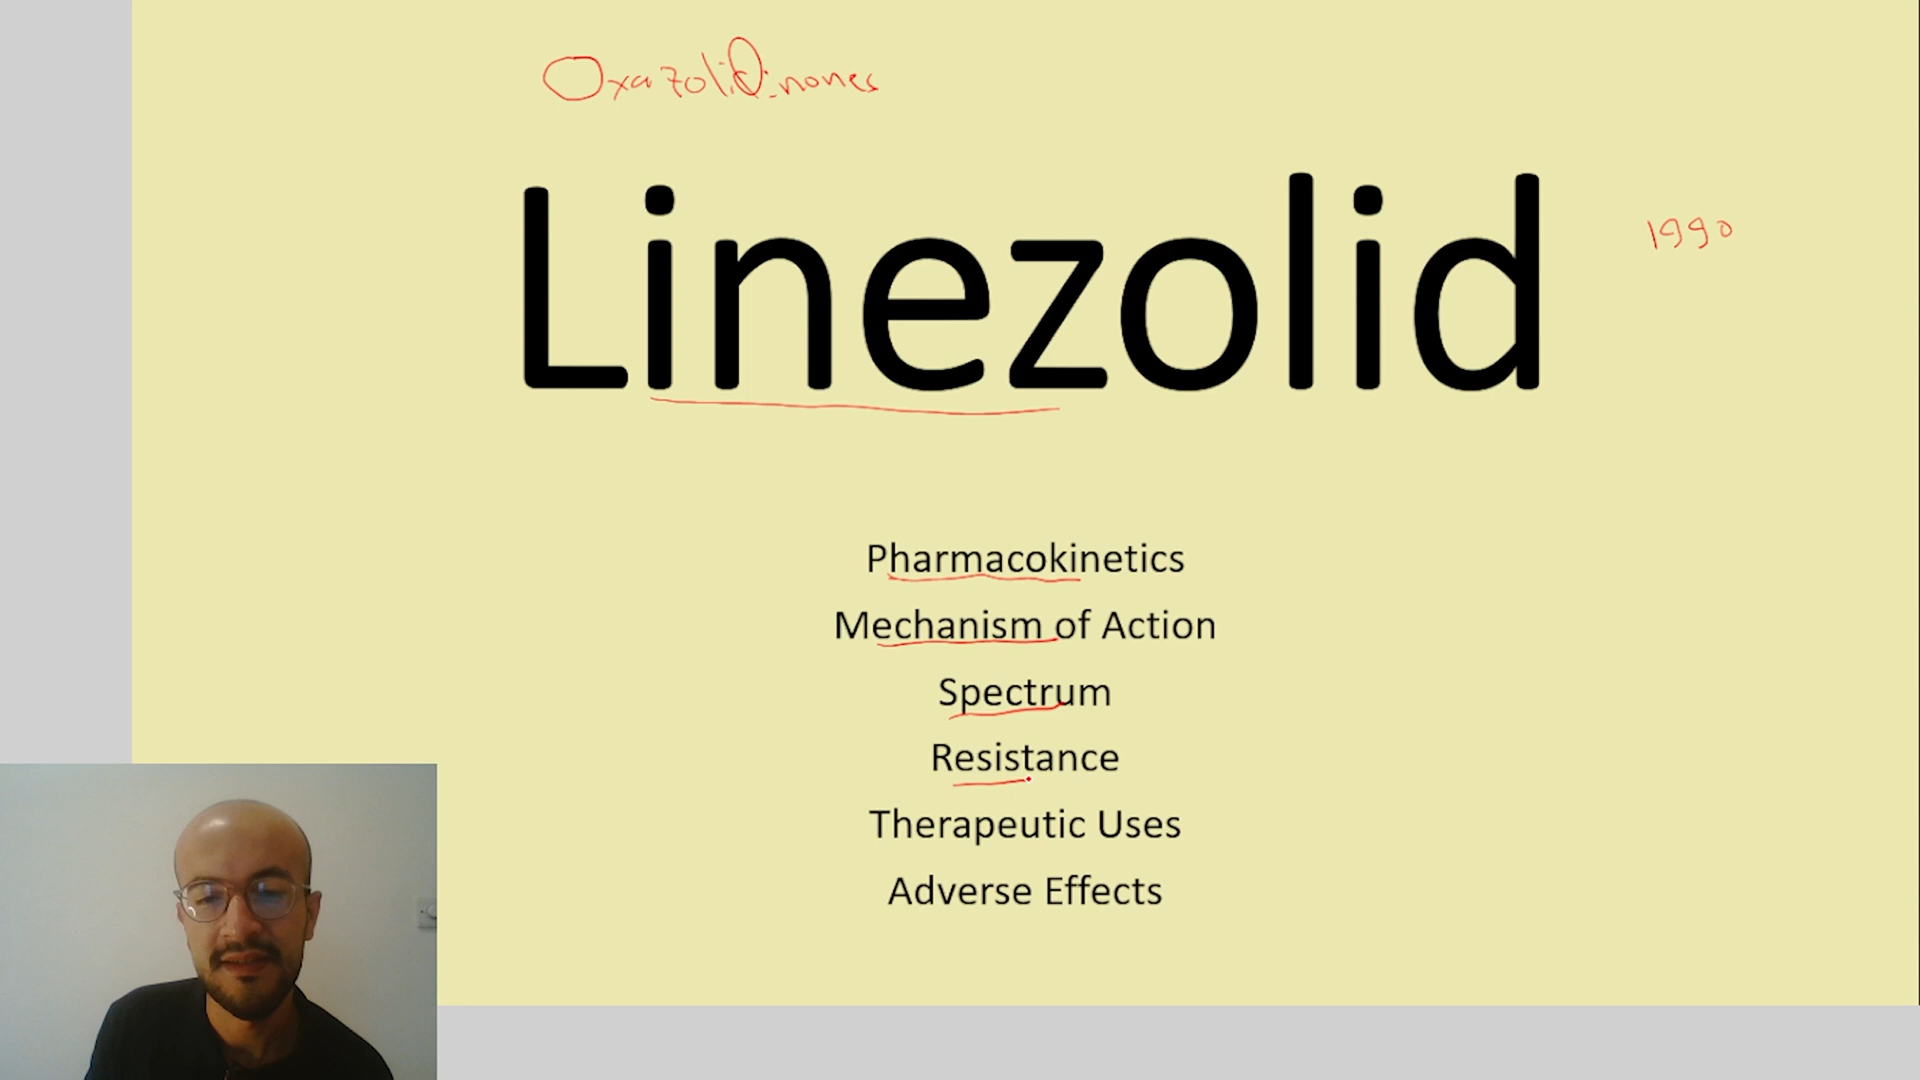 Oxazolidinones
Linezolid
1990
Pharmacokinetics
Mechanism of Action
Spectrum
Resistance
Therapeutic Uses
Adverse Effects